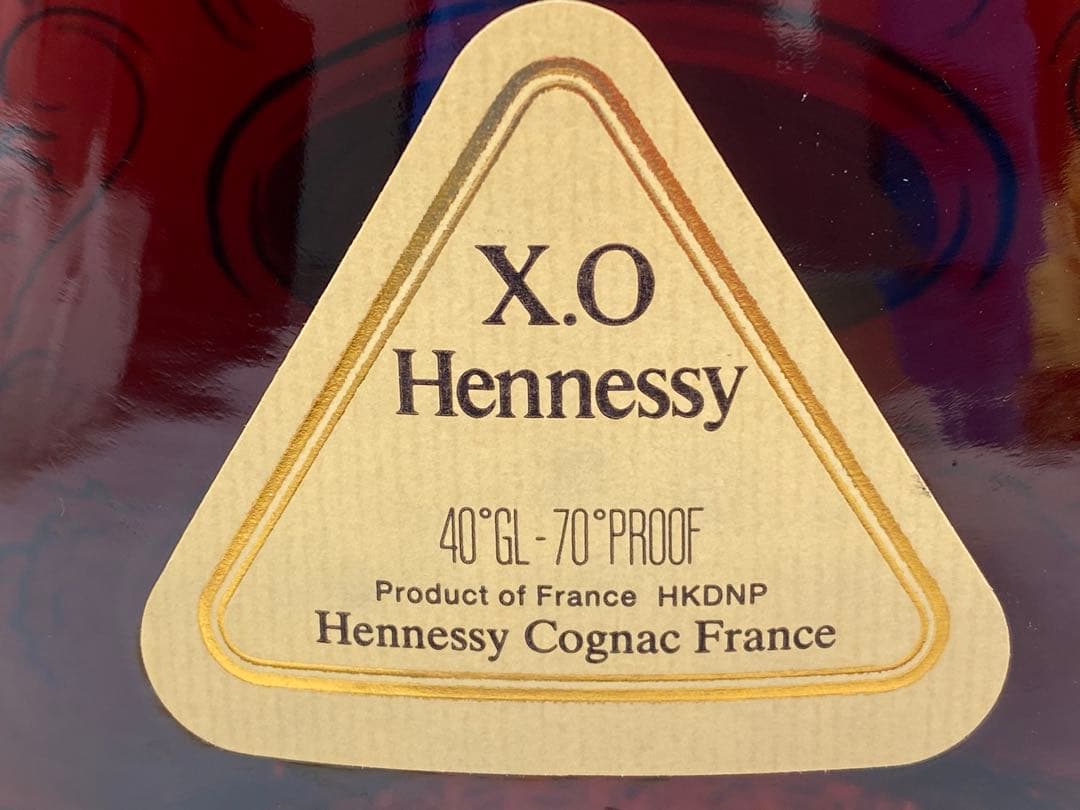 X.O
Hennessy
40°GL - 70°PROOF
Product of France HKDNP
Hennessy Cognac France